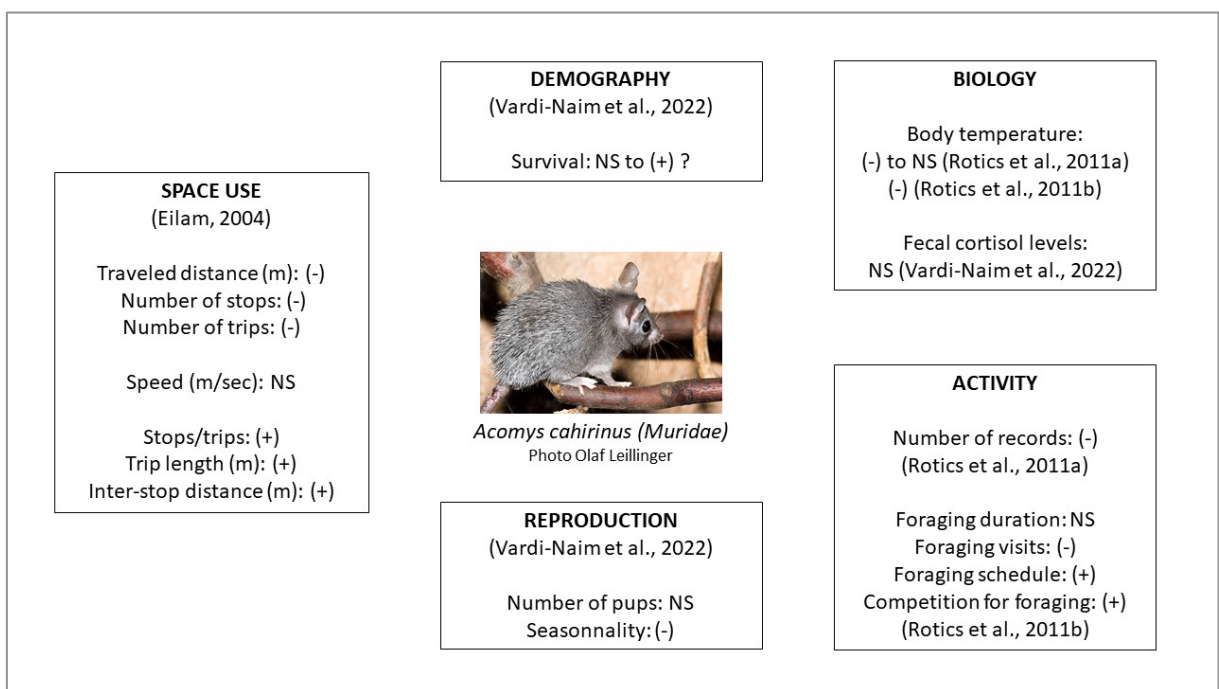 SPACE USE
(Eilam, 2004)
Traveled distance (m): (-)
Number of stops: (-)
Number of trips: (-)
Speed (m/sec): NS
Stops/trips: (+)
Trip length (m): (+)
Inter-stop distance (m): (+)
DEMOGRAPHY
(Vardi-Naim et al., 2022)
Survival: NS to (+) ?
Acomys cahirinus (Muridae)
Photo Olaf Leillinger
REPRODUCTION
(Vardi-Naim et al., 2022)
Number of pups: NS
Seasonnality: (-)
BIOLOGY
Body temperature:
(-) to NS (Rotics et al., 2011a)
(-) (Rotics et al., 2011b)
Fecal cortisol levels:
NS (Vardi-Naim et al., 2022)
ACTIVITY
Number of records: (-)
(Rotics et al., 2011a)
Foraging duration: NS
Foraging visits: (-)
Foraging schedule: (+)
Competition for foraging: (+)
(Rotics et al., 2011b)